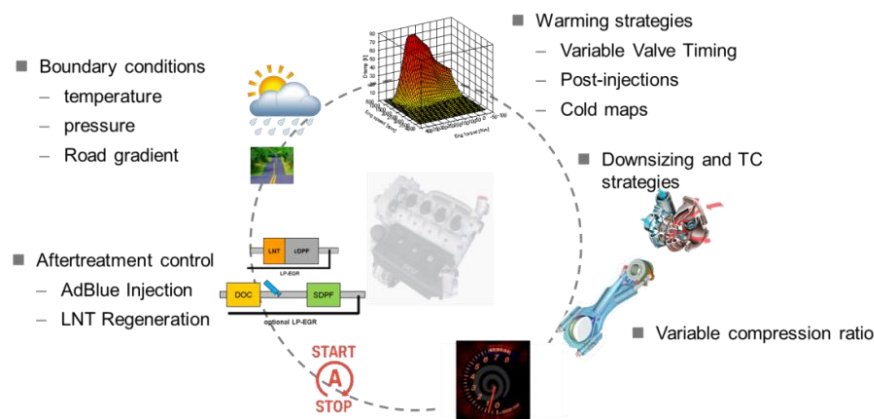 Boundary conditions
– temperature
– pressure
– Road gradient
Warming strategies
– Variable Valve Timing
– Post-injections
– Cold maps
Downsizing and TC
strategies
Aftertreatment control
– AdBlue Injection
– LNT Regeneration
LNT cDPF
LP-EGR
DOC SDPF
optional LP-EGR
Variable compression ratio
START
A
STOP